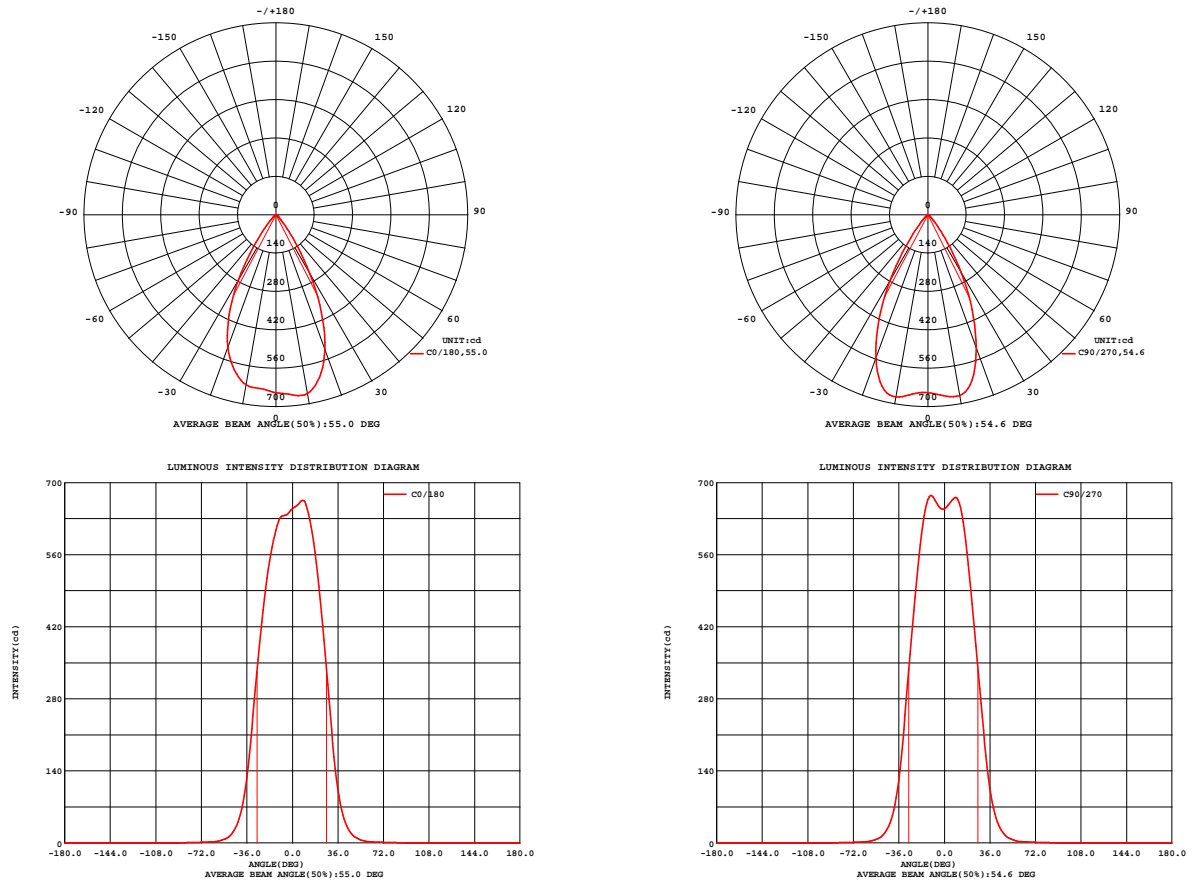 -/+180
-150 150
-120 120
-90 90
-60 60
-30 30
0
140
280
420
560
700
0
UNIT:cd
C0/180,55.0
AVERAGE BEAM ANGLE(50%):55.0 DEG
-/+180
-150 150
-120 120
-90 90
-60 60
-30 30
0
140
280
420
560
700
0
UNIT:cd
C90/270,54.6
AVERAGE BEAM ANGLE(50%):54.6 DEG
LUMINOUS INTENSITY DISTRIBUTION DIAGRAM
C0/180
INTENSITY(cd)
700
560
420
280
140
0
-180.0 -144.0 -108.0 -72.0 -36.0 0.0 36.0 72.0 108.0 144.0 180.0
ANGLE(DEG)
AVERAGE BEAM ANGLE(50%):55.0 DEG
LUMINOUS INTENSITY DISTRIBUTION DIAGRAM
C90/270
INTENSITY(cd)
700
560
420
280
140
0
-180.0 -144.0 -108.0 -72.0 -36.0 0.0 36.0 72.0 108.0 144.0 180.0
ANGLE(DEG)
AVERAGE BEAM ANGLE(50%):54.6 DEG